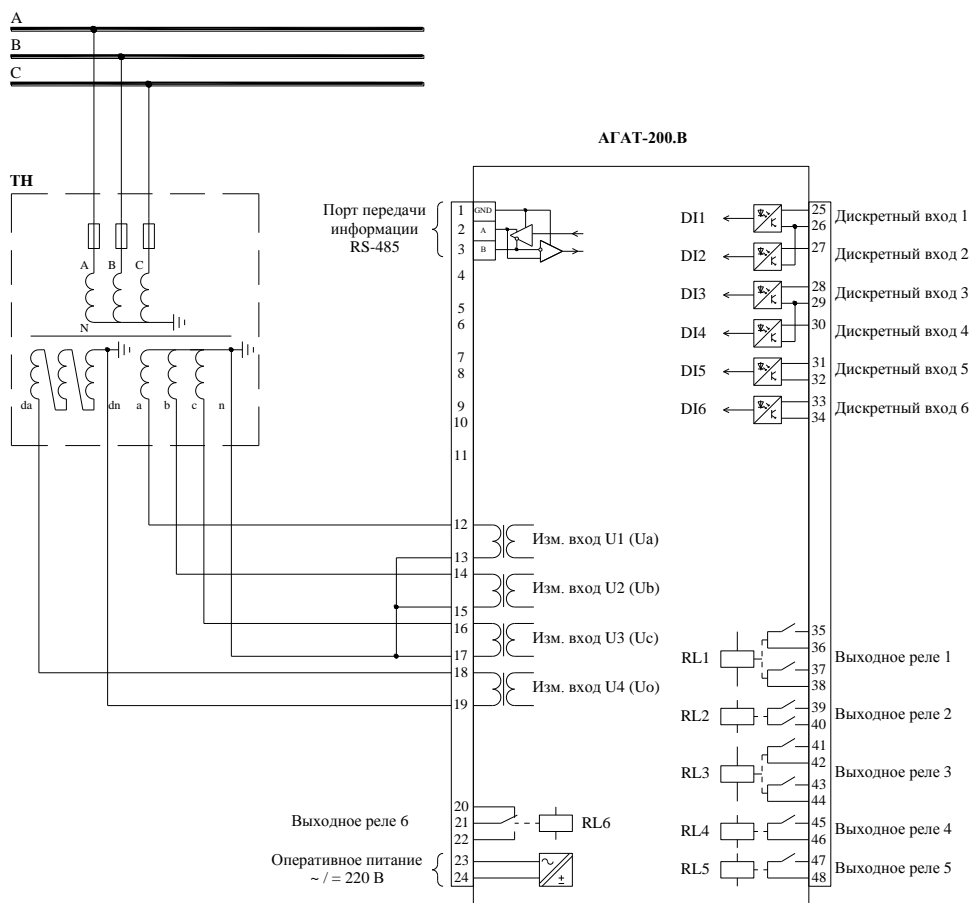 A
B
C
АГАТ-200.В
ТН
A B C
N
da dn a b c n
Порт передачи
информации
RS-485
1 GND
2 A
3 B
4
5
6
7
8
9
10
11
12
13
Изм. вход U1 (Ua)
14
15
Изм. вход U2 (Ub)
16
17
Изм. вход U3 (Uc)
18
19
Изм. вход U4 (Uo)
Выходное реле 6
20
21
22
RL6
Оперативное питание
~ / = 220 В
23
24
DI1 25 26 Дискретный вход 1
DI2 27 Дискретный вход 2
DI3 28 29 Дискретный вход 3
DI4 30 Дискретный вход 4
DI5 31 32 Дискретный вход 5
DI6 33 34 Дискретный вход 6
RL1 35 36 37 38 Выходное реле 1
RL2 39 40 Выходное реле 2
RL3 41 42 43 44 Выходное реле 3
RL4 45 46 Выходное реле 4
RL5 47 48 Выходное реле 5